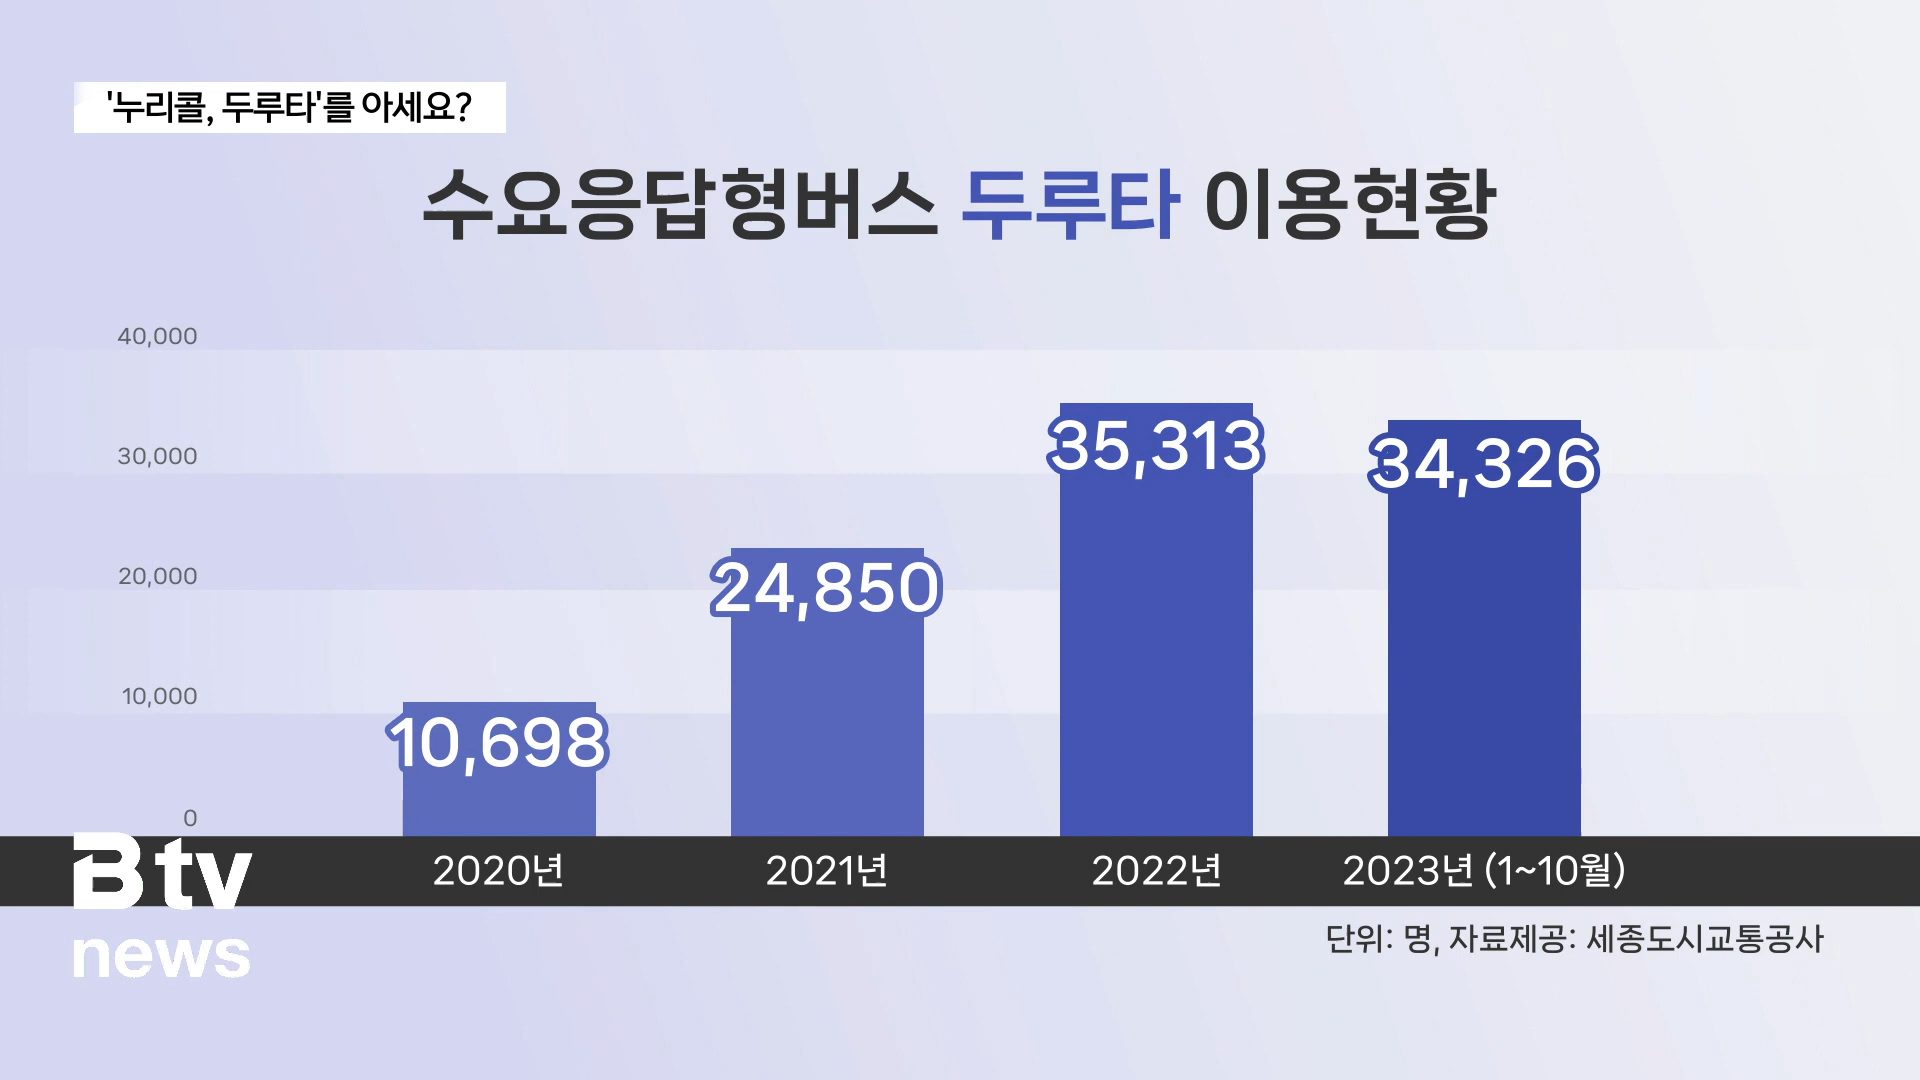 '누리콜, 두루타'를 아세요?
수요응답형버스 두루타 이용현황
40,000
30,000
20,000
10,000
0
10,698
24,850
35,313
34,326
2020년
2021년
2022년
2023년 (1~10월)
단위: 명, 자료제공: 세종도시교통공사
B tv
news